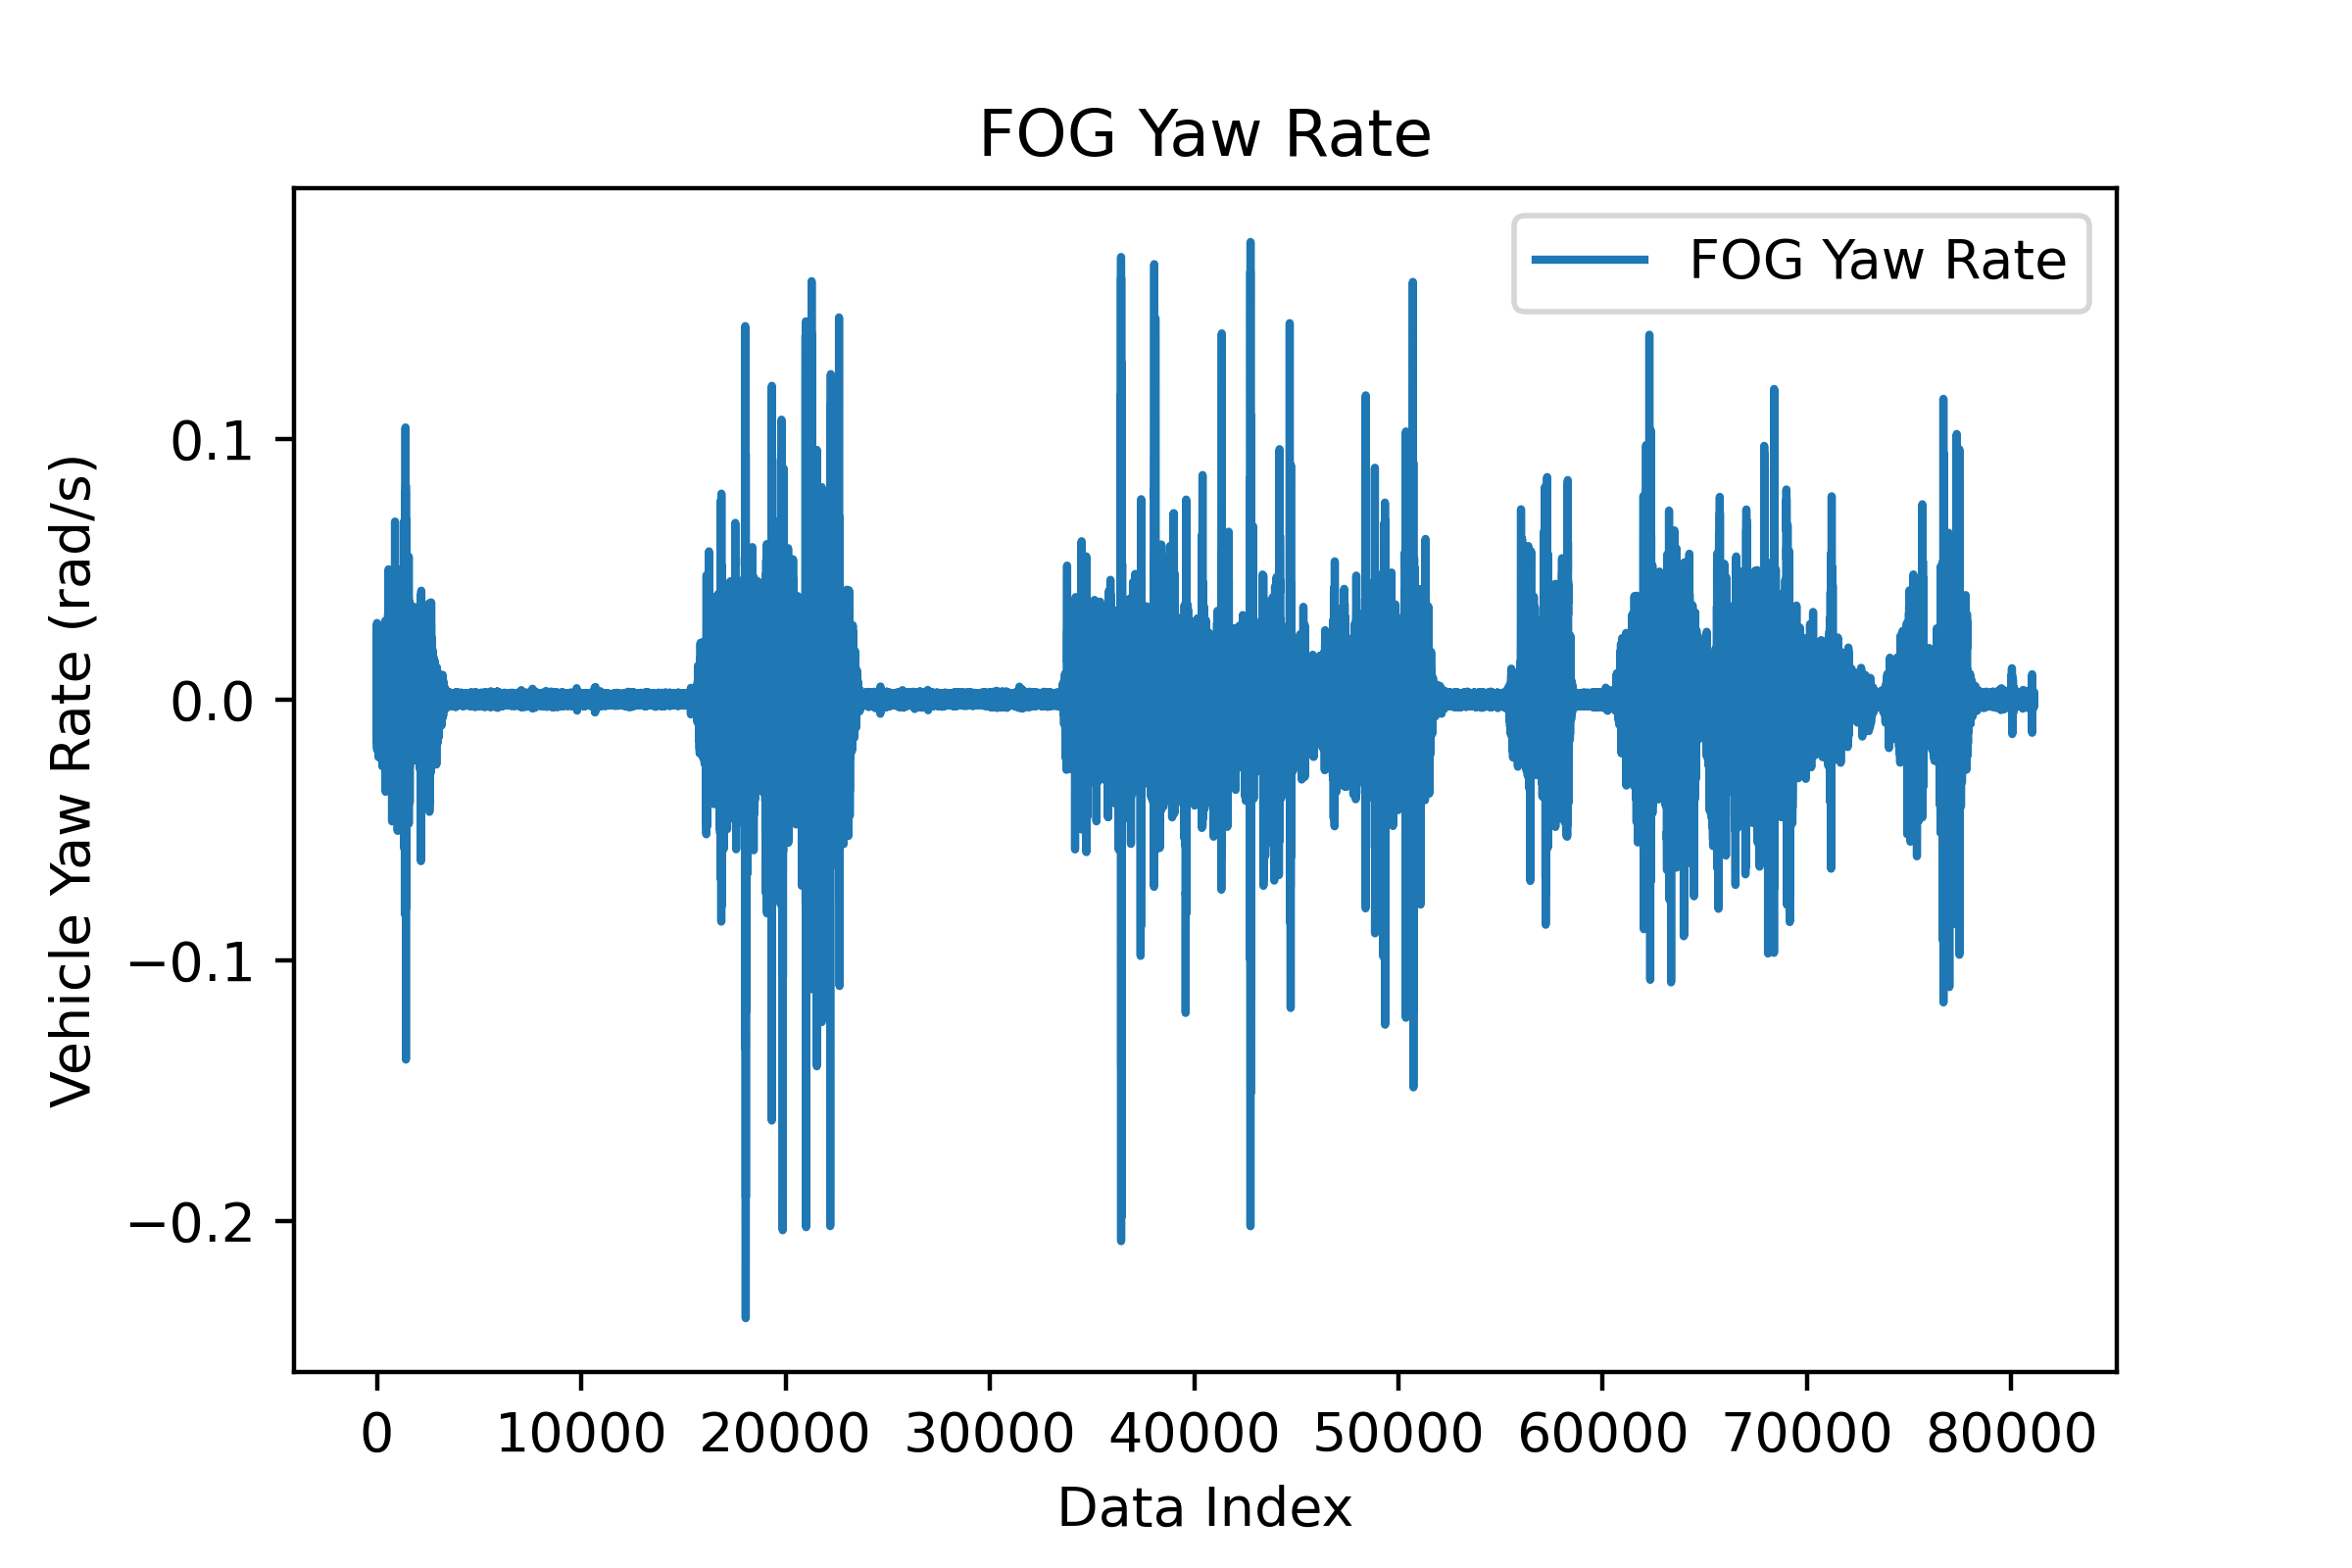 FOG Yaw Rate
FOG Yaw Rate
Vehicle Yaw Rate (rad/s)
0.1
0.0
−0.1
−0.2
0 10000 20000 30000 40000 50000 60000 70000 80000
Data Index